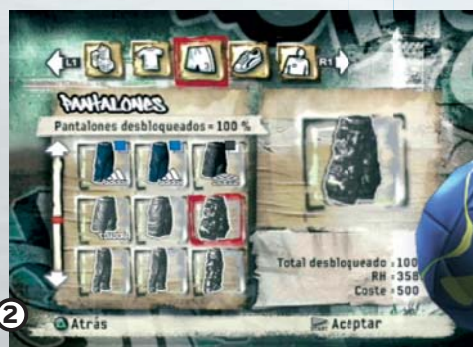 L1 R1
PANTALONES
Pantalones desbloqueados = 100 %
Total desbloqueado : 100
RH : 358
Coste : 500
2
Atrás
Aceptar